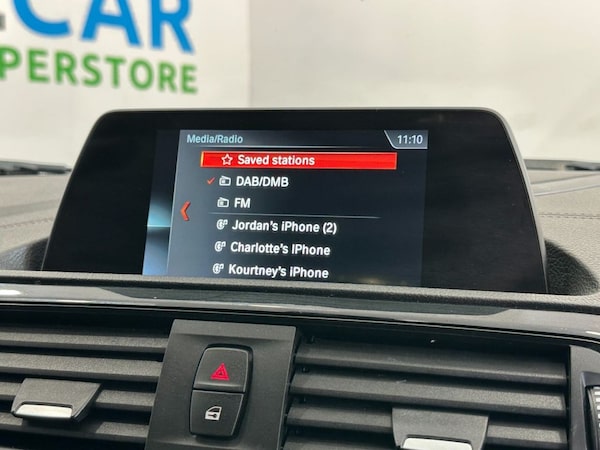 CAR
PERSTORE
Media/Radio 11:10
Saved stations
DAB/DMB
FM
Jordan's iPhone (2)
Charlotte's iPhone
Kourtney's iPhone